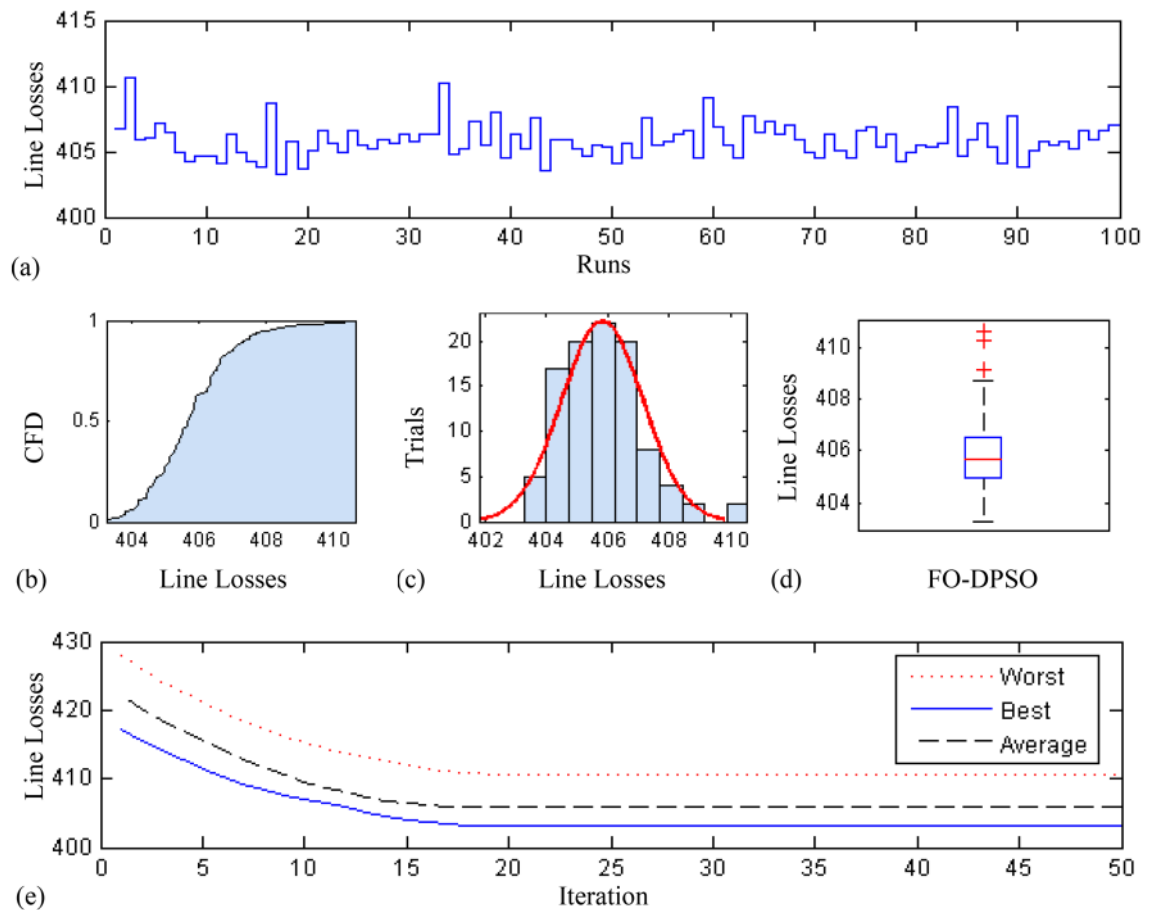 415
410
405
400
Line Losses
0 10 20 30 40 50 60 70 80 90 100
Runs
(a)
1
0.5
0
CFD
404 406 408 410
Line Losses
(b)
20
15
10
5
0
Trials
402 404 406 408 410
Line Losses
(c)
410
408
406
404
Line Losses
FO-DPSO
(d)
430
420
410
400
Line Losses
Worst
Best
Average
0 5 10 15 20 25 30 35 40 45 50
Iteration
(e)